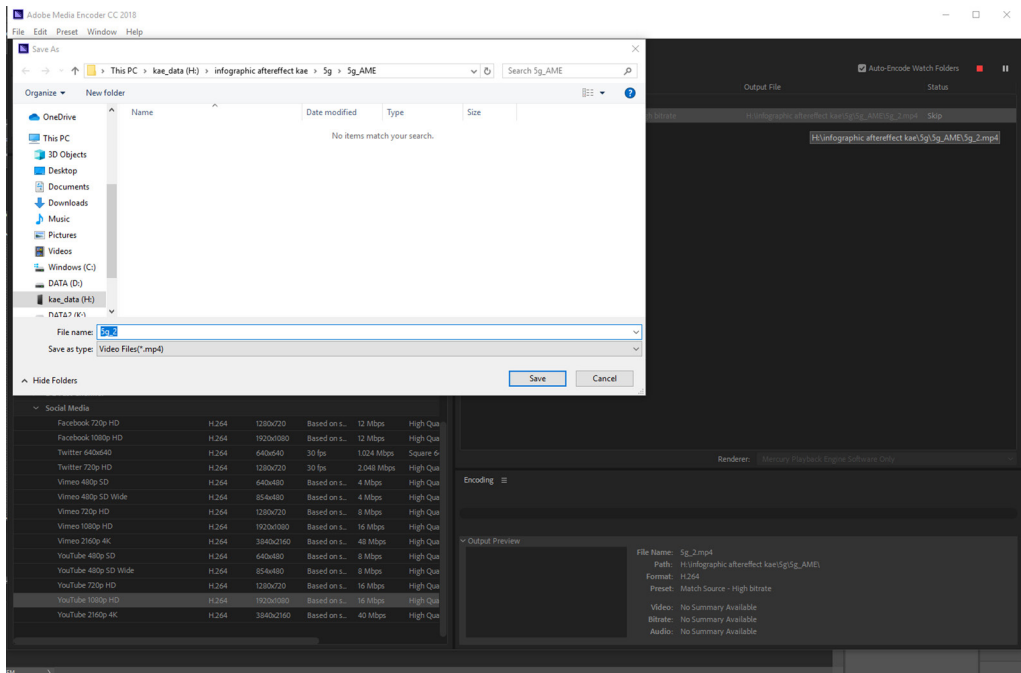 Adobe Media Encoder CC 2018
File Edit Preset Window Help
Save As
This PC > kae_data (H:) > infographic aftereffect kae > 5g > 5g_AME
Search 5g_AME
Organize New folder
Name Date modified Type Size
No items match your search.
OneDrive
This PC
3D Objects
Desktop
Documents
Downloads
Music
Pictures
Videos
Windows (C:)
DATA (D:)
kae_data (H:)
DATA2 (K:)
File name: 5g_2
Save as type: Video Files(*.mp4)
Hide Folders
Save Cancel
Auto-Encode Watch Folders
Output File Status
h bitrate H:\infographic aftereffect kae\5g\5g_AME\5g_2.mp4 Skip
H:\infographic aftereffect kae\5g\5g_AME\5g_2.mp4
Social Media
Facebook 720p HD H.264 1280x720 Based on s... 12 Mbps High Qua
Facebook 1080p HD H.264 1920x1080 Based on s... 12 Mbps High Qua
Twitter 640x640 H.264 640x640 30 fps 1.024 Mbps Square 6
Twitter 720p HD H.264 1280x720 30 fps 2.048 Mbps High Qua
Vimeo 480p SD H.264 640x480 Based on s... 4 Mbps High Qua
Vimeo 480p SD Wide H.264 854x480 Based on s... 4 Mbps High Qua
Vimeo 720p HD H.264 1280x720 Based on s... 8 Mbps High Qua
Vimeo 1080p HD H.264 1920x1080 Based on s... 16 Mbps High Qua
Vimeo 2160p 4K H.264 3840x2160 Based on s... 48 Mbps High Qua
YouTube 480p SD H.264 640x480 Based on s... 8 Mbps High Qua
YouTube 480p SD Wide H.264 854x480 Based on s... 8 Mbps High Qua
YouTube 720p HD H.264 1280x720 Based on s... 16 Mbps High Qua
YouTube 1080p HD H.264 1920x1080 Based on s... 16 Mbps High Qua
YouTube 2160p 4K H.264 3840x2160 Based on s... 40 Mbps High Qua
Renderer: Mercury Playback Engine Software Only
Encoding
Output Preview
File Name: 5g_2.mp4
Path: H:\infographic aftereffect kae\5g\5g_AME\
Format: H.264
Preset: Match Source - High bitrate
Video: No Summary Available
Bitrate: No Summary Available
Audio: No Summary Available